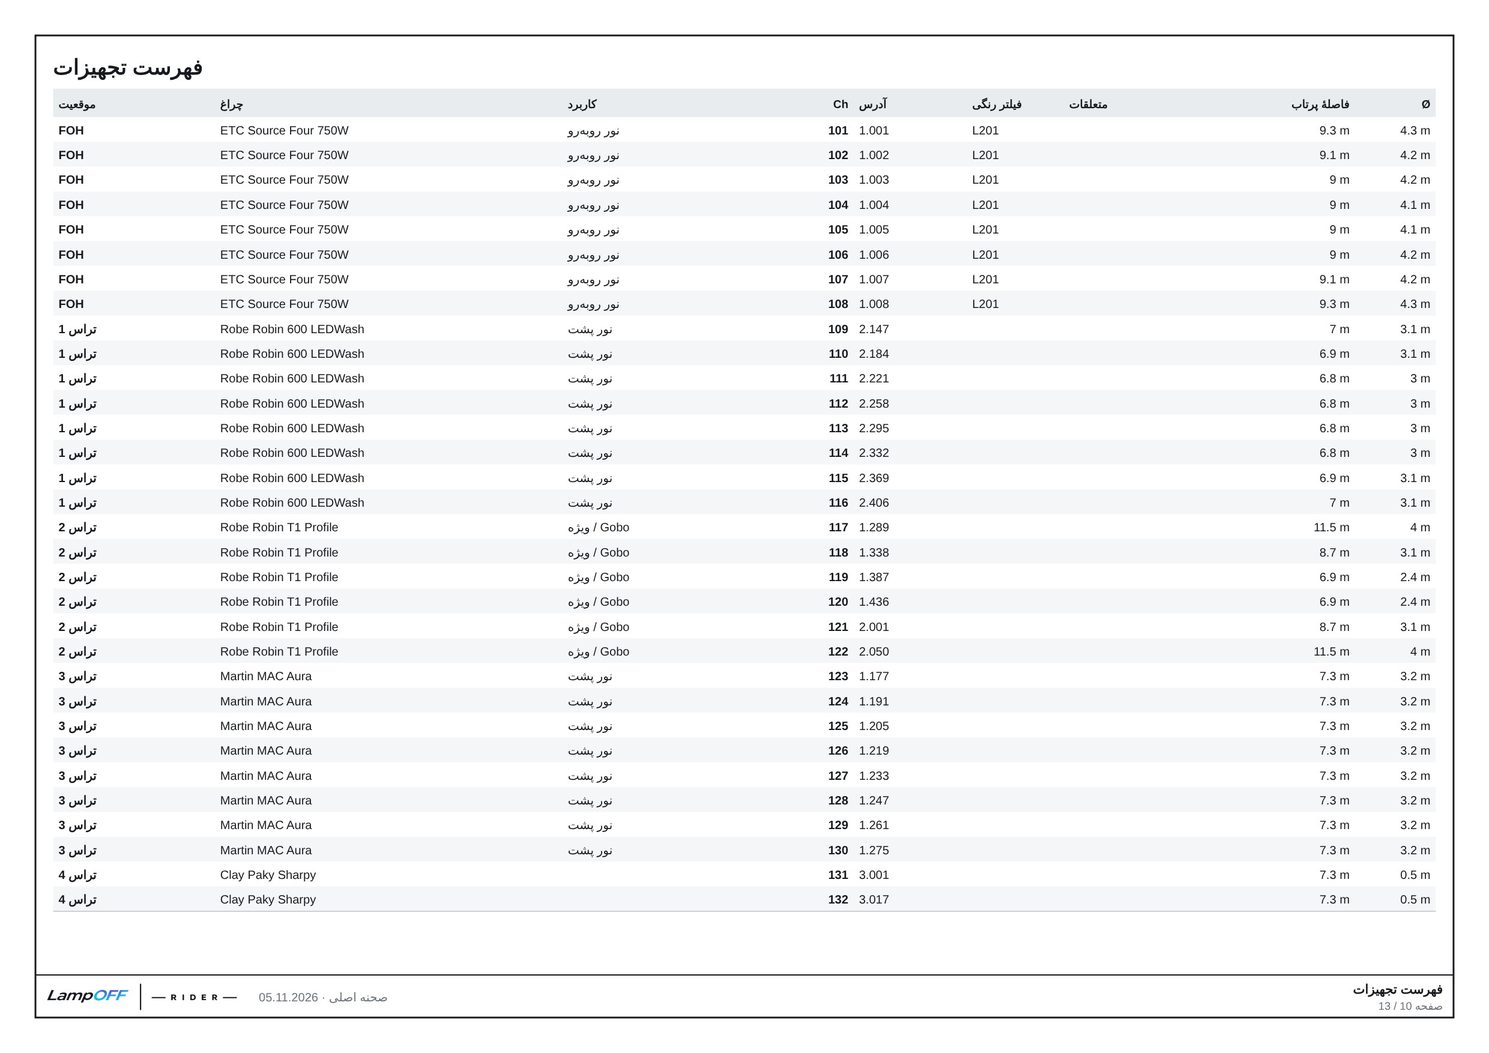 فهرست تجهیزات
موقعیت چراغ کاربرد Ch آدرس فیلتر رنگی متعلقات فاصلهٔ پرتاب Ø
FOH ETC Source Four 750W نور روبه‌رو 101 1.001 L201 9.3 m 4.3 m
FOH ETC Source Four 750W نور روبه‌رو 102 1.002 L201 9.1 m 4.2 m
FOH ETC Source Four 750W نور روبه‌رو 103 1.003 L201 9 m 4.2 m
FOH ETC Source Four 750W نور روبه‌رو 104 1.004 L201 9 m 4.1 m
FOH ETC Source Four 750W نور روبه‌رو 105 1.005 L201 9 m 4.1 m
FOH ETC Source Four 750W نور روبه‌رو 106 1.006 L201 9 m 4.2 m
FOH ETC Source Four 750W نور روبه‌رو 107 1.007 L201 9.1 m 4.2 m
FOH ETC Source Four 750W نور روبه‌رو 108 1.008 L201 9.3 m 4.3 m
تراس 1 Robe Robin 600 LEDWash نور پشت 109 2.147 7 m 3.1 m
تراس 1 Robe Robin 600 LEDWash نور پشت 110 2.184 6.9 m 3.1 m
تراس 1 Robe Robin 600 LEDWash نور پشت 111 2.221 6.8 m 3 m
تراس 1 Robe Robin 600 LEDWash نور پشت 112 2.258 6.8 m 3 m
تراس 1 Robe Robin 600 LEDWash نور پشت 113 2.295 6.8 m 3 m
تراس 1 Robe Robin 600 LEDWash نور پشت 114 2.332 6.8 m 3 m
تراس 1 Robe Robin 600 LEDWash نور پشت 115 2.369 6.9 m 3.1 m
تراس 1 Robe Robin 600 LEDWash نور پشت 116 2.406 7 m 3.1 m
تراس 2 Robe Robin T1 Profile ویژه / Gobo 117 1.289 11.5 m 4 m
تراس 2 Robe Robin T1 Profile ویژه / Gobo 118 1.338 8.7 m 3.1 m
تراس 2 Robe Robin T1 Profile ویژه / Gobo 119 1.387 6.9 m 2.4 m
تراس 2 Robe Robin T1 Profile ویژه / Gobo 120 1.436 6.9 m 2.4 m
تراس 2 Robe Robin T1 Profile ویژه / Gobo 121 2.001 8.7 m 3.1 m
تراس 2 Robe Robin T1 Profile ویژه / Gobo 122 2.050 11.5 m 4 m
تراس 3 Martin MAC Aura نور پشت 123 1.177 7.3 m 3.2 m
تراس 3 Martin MAC Aura نور پشت 124 1.191 7.3 m 3.2 m
تراس 3 Martin MAC Aura نور پشت 125 1.205 7.3 m 3.2 m
تراس 3 Martin MAC Aura نور پشت 126 1.219 7.3 m 3.2 m
تراس 3 Martin MAC Aura نور پشت 127 1.233 7.3 m 3.2 m
تراس 3 Martin MAC Aura نور پشت 128 1.247 7.3 m 3.2 m
تراس 3 Martin MAC Aura نور پشت 129 1.261 7.3 m 3.2 m
تراس 3 Martin MAC Aura نور پشت 130 1.275 7.3 m 3.2 m
تراس 4 Clay Paky Sharpy 131 3.001 7.3 m 0.5 m
تراس 4 Clay Paky Sharpy 132 3.017 7.3 m 0.5 m
LampOFF — RIDER — صحنه اصلی · 05.11.2026
فهرست تجهیزات
صفحه 10 / 13